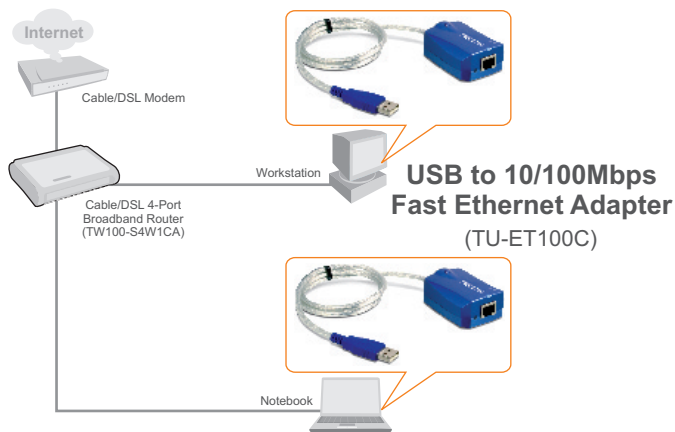 Internet
Cable/DSL Modem
Workstation
Cable/DSL 4-Port
Broadband Router
(TW100-S4W1CA)
USB to 10/100Mbps
Fast Ethernet Adapter
(TU-ET100C)
Notebook